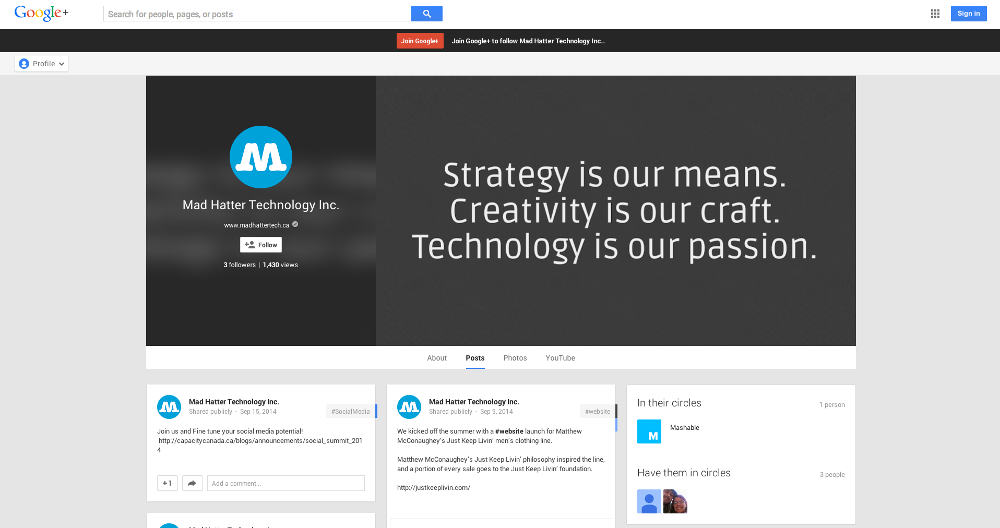 Google+
Search for people, pages, or posts
Sign in
Join Google+
Join Google+ to follow Mad Hatter Technology Inc..
Profile
M
Mad Hatter Technology Inc.
www.madhattertech.ca
Follow
3 followers | 1,430 views
Strategy is our means.
Creativity is our craft.
Technology is our passion.
About
Posts
Photos
YouTube
M
Mad Hatter Technology Inc.
Shared publicly - Sep 15, 2014
#SocialMedia
Join us and Fine tune your social media potential!
http://capacitycanada.ca/blogs/announcements/social_summit_201
4
+1
Add a comment...
M
Mad Hatter Technology Inc.
Shared publicly - Sep 9, 2014
#website
We kicked off the summer with a #website launch for Matthew
McConaughey's Just Keep Livin' men's clothing line.
Matthew McConaughey's Just Keep Livin' philosophy inspired the line,
and a portion of every sale goes to the Just Keep Livin' foundation.
http://justkeeplivin.com/
In their circles
1 person
M
Mashable
Have them in circles
3 people